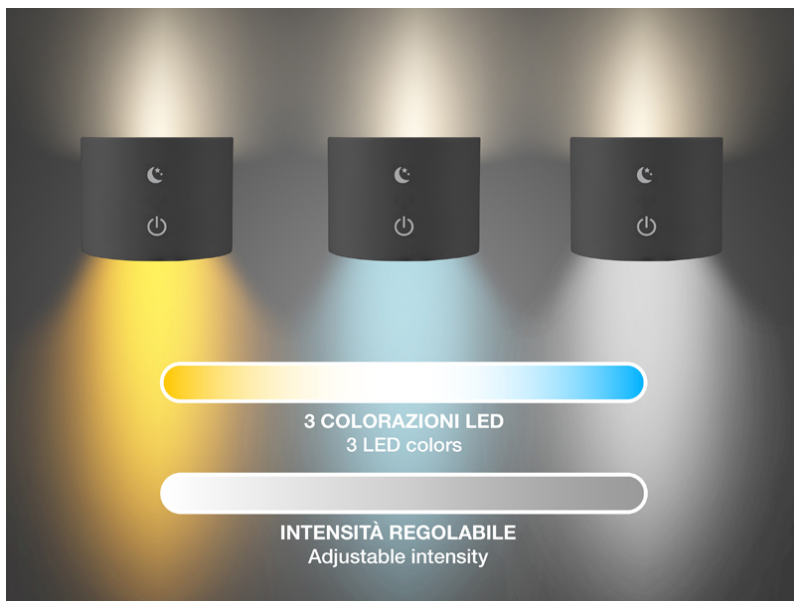 3 COLORAZIONI LED
3 LED colors
INTENSITÀ REGOLABILE
Adjustable intensity